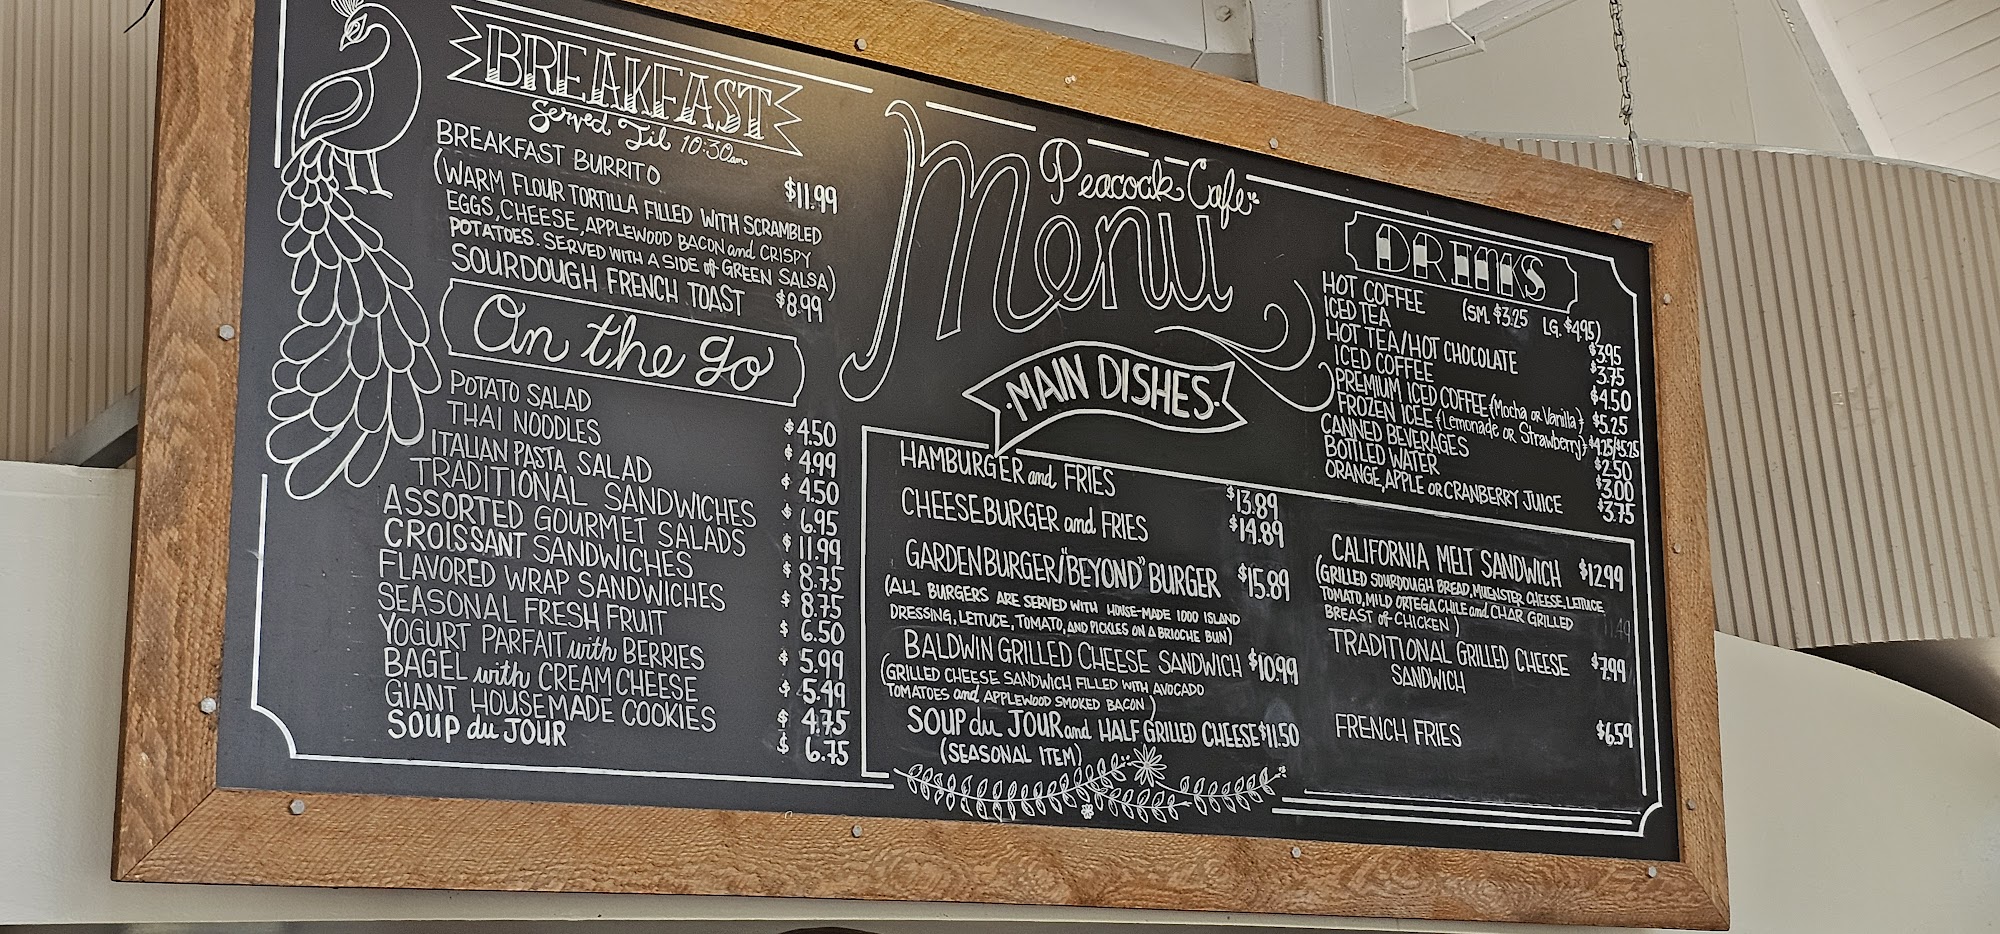 BREAKFAST
Served Til 10:30am
BREAKFAST BURRITO $11.99
(WARM FLOUR TORTILLA FILLED WITH SCRAMBLED
EGGS, CHEESE, APPLEWOOD BACON and CRISPY
POTATOES. SERVED WITH A SIDE of GREEN SALSA)
SOURDOUGH FRENCH TOAST $8.99
On the go
POTATO SALAD $4.50
THAI NOODLES $4.99
ITALIAN PASTA SALAD $4.50
TRADITIONAL SANDWICHES $6.95
ASSORTED GOURMET SALADS $11.99
CROISSANT SANDWICHES $8.75
FLAVORED WRAP SANDWICHES $8.75
SEASONAL FRESH FRUIT $6.50
YOGURT PARFAIT with BERRIES $5.99
BAGEL with CREAM CHEESE $5.49
GIANT HOUSEMADE COOKIES $4.75
SOUP du JOUR $6.75
Peacock Cafe
Menu
MAIN DISHES
HAMBURGER and FRIES $13.89
CHEESEBURGER and FRIES $14.89
GARDENBURGER/"BEYOND" BURGER $15.89
(ALL BURGERS ARE SERVED WITH HOUSE-MADE 1000 ISLAND
DRESSING, LETTUCE, TOMATO, AND PICKLES ON A BRIOCHE BUN)
BALDWIN GRILLED CHEESE SANDWICH $10.99
(GRILLED CHEESE SANDWICH FILLED WITH AVOCADO
TOMATOES and APPLEWOOD SMOKED BACON)
SOUP du JOUR and HALF GRILLED CHEESE $11.50
(SEASONAL ITEM)
DRINKS
HOT COFFEE (SM. $3.25 LG. $4.95)
ICED TEA $3.95
HOT TEA/HOT CHOCOLATE $3.75
ICED COFFEE $4.50
PREMIUM ICED COFFEE {Mocha or Vanilla} $5.25
FROZEN ICEE {Lemonade or Strawberry} $4.25/$5.25
CANNED BEVERAGES $2.50
BOTTLED WATER $3.00
ORANGE, APPLE OR CRANBERRY JUICE $3.75
CALIFORNIA MELT SANDWICH $12.99
(GRILLED SOURDOUGH BREAD, MUENSTER CHEESE, LETTUCE
TOMATO, MILD ORTEGA CHILE and CHAR GRILLED
BREAST of CHICKEN)
TRADITIONAL GRILLED CHEESE $7.99
SANDWICH
FRENCH FRIES $6.59